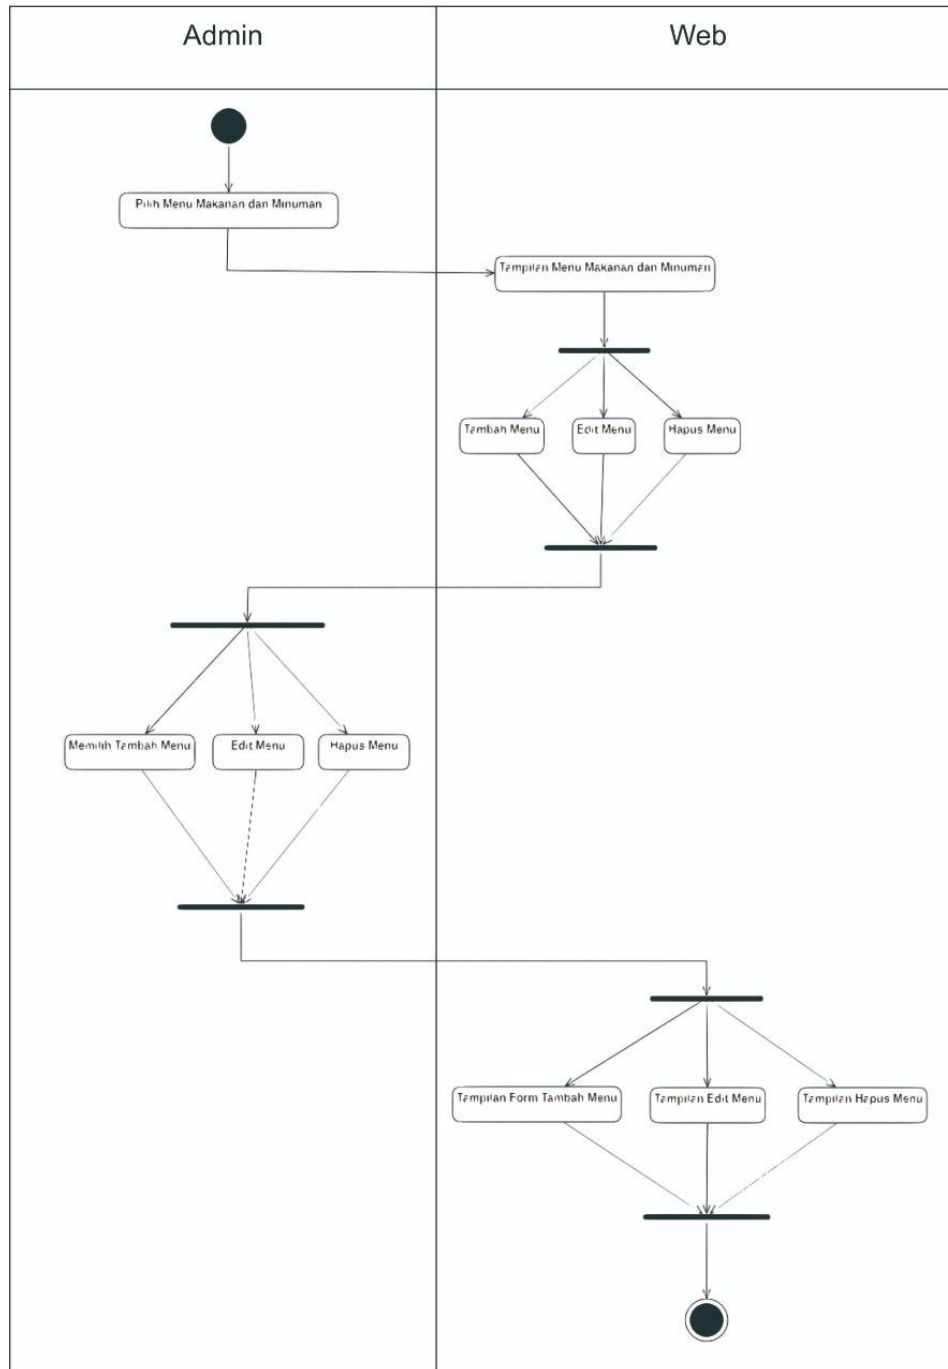 Admin
Web
Pilih Menu Makanan dan Minuman
Tampilan Menu Makanan dan Minuman
Tambah Menu
Edit Menu
Hapus Menu
Memilih Tambah Menu
Edit Menu
Hapus Menu
Tampilan Form Tambah Menu
Tampilan Edit Menu
Tampilan Hapus Menu